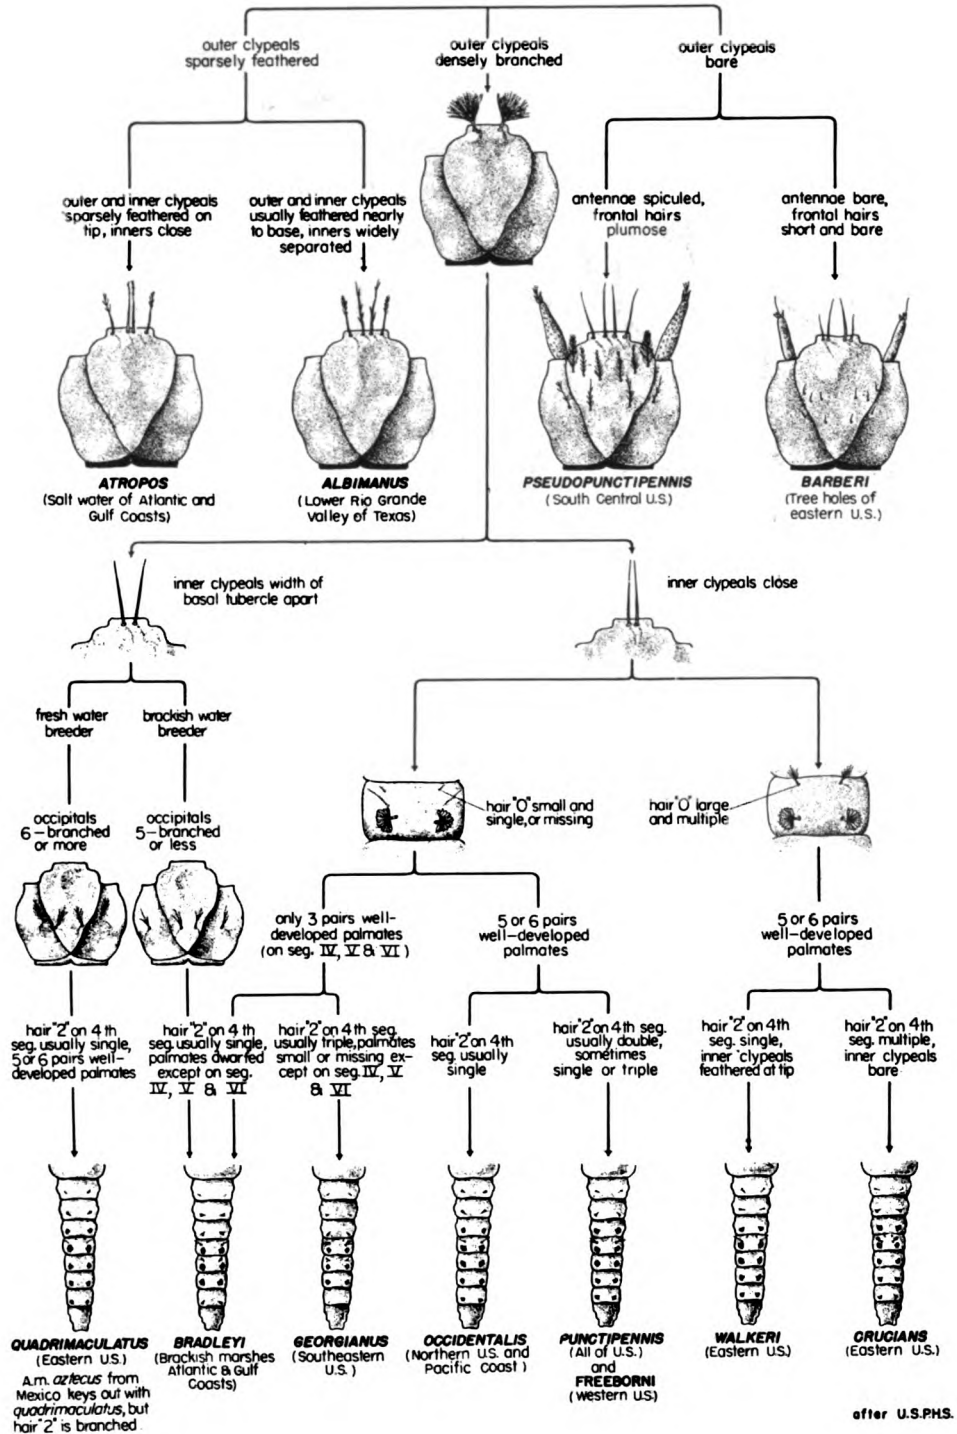 outer clypeals
sparsely feathered
outer clypeals
densely branched
outer clypeals
bare
outer and inner clypeals
sparsely feathered on
tip, inners close
outer and inner clypeals
usually feathered nearly
to base, inners widely
separated
antennae spiculed,
frontal hairs
plumose
antennae bare,
frontal hairs
short and bare
ATROPOS
(Salt water of Atlantic and
Gulf Coasts)
ALBIMANUS
(Lower Rio Grande
Valley of Texas)
PSEUDOPUNCTIPENNIS
(South Central U.S.)
BARBERI
(Tree holes of
eastern U.S.)
inner clypeals width of
basal tubercle apart
inner clypeals close
fresh water
breeder
brackish water
breeder
occipitals
6-branched
or more
occipitals
5-branched
or less
hair "O" small and
single, or missing
hair "O" large
and multiple
only 3 pairs well-
developed palmates
(on seg. IV, V & VI)
5 or 6 pairs
well-developed
palmates
5 or 6 pairs
well-developed
palmates
hair "2" on 4 th
seg. usually single,
5 or 6 pairs well-
developed palmates
hair "2" on 4th
seg. usually single,
palmates dwarfed
except on seg.
IV, V & VI
hair "2" on 4th seg.
usually triple, palmates
small or missing ex-
cept on seg. IV, V
& VI
hair "2" on 4th
seg. usually
single
hair "2" on 4th seg.
usually double,
sometimes
single or triple
hair "2" on 4th
seg. single,
inner clypeals
feathered at tip
hair "2" on 4th
seg. multiple,
inner clypeals
bare
QUADRIMACULATUS
(Eastern U.S.)
A.m. aztecus from
Mexico keys out with
quadrimaculatus, but
hair "2" is branched
BRADLEYI
(Brackish marshes
Atlantic & Gulf
Coasts)
GEORGIANUS
(Southeastern
U.S.)
OCCIDENTALIS
(Northern U.S. and
Pacific Coast)
PUNCTIPENNIS
(All of U.S.)
and
FREEBORNI
(Western U.S.)
WALKERI
(Eastern U.S.)
CRUCIANS
(Eastern U.S.)
after U.S.P.H.S.